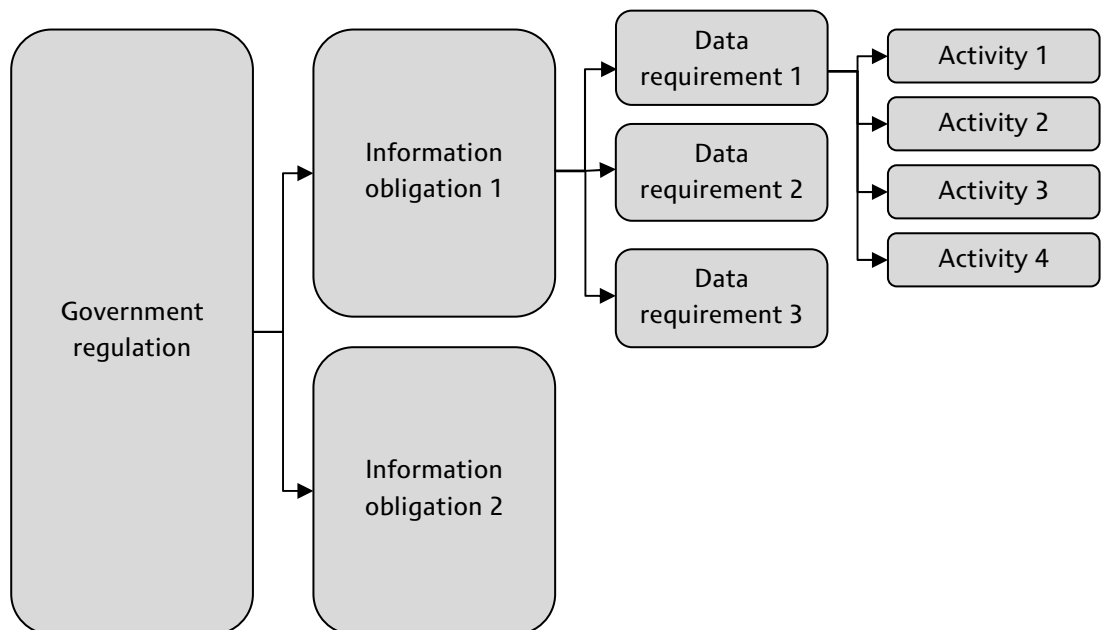 Government
regulation
Information
obligation 1
Information
obligation 2
Data
requirement 1
Data
requirement 2
Data
requirement 3
Activity 1
Activity 2
Activity 3
Activity 4